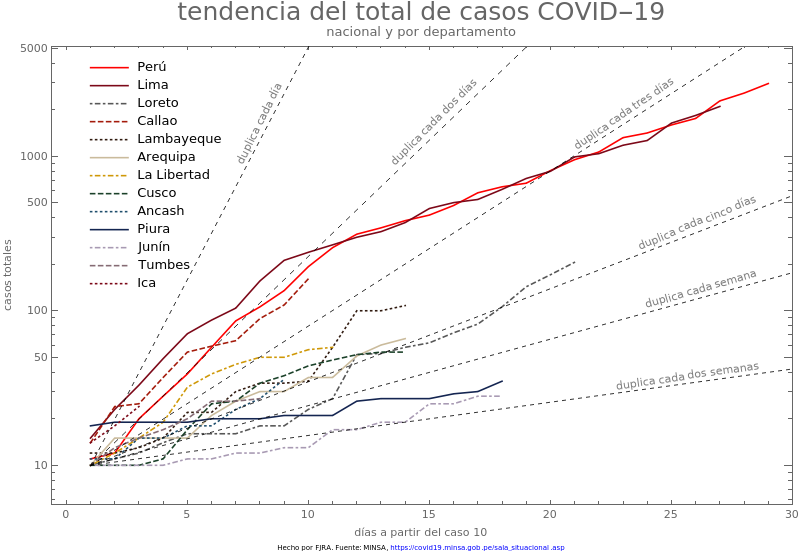 tendencia del total de casos COVID−19
nacional y por departamento
5000
1000
500
100
50
10
casos totales
Perú
Lima
Loreto
Callao
Lambayeque
Arequipa
La Libertad
Cusco
Ancash
Piura
Junín
Tumbes
Ica
duplica cada día
duplica cada dos días
duplica cada tres días
duplica cada cinco días
duplica cada semana
duplica cada dos semanas
0 5 10 15 20 25 30
días a partir del caso 10
Hecho por FJRA. Fuente: MINSA, https://covid19.minsa.gob.pe/sala_situacional.asp